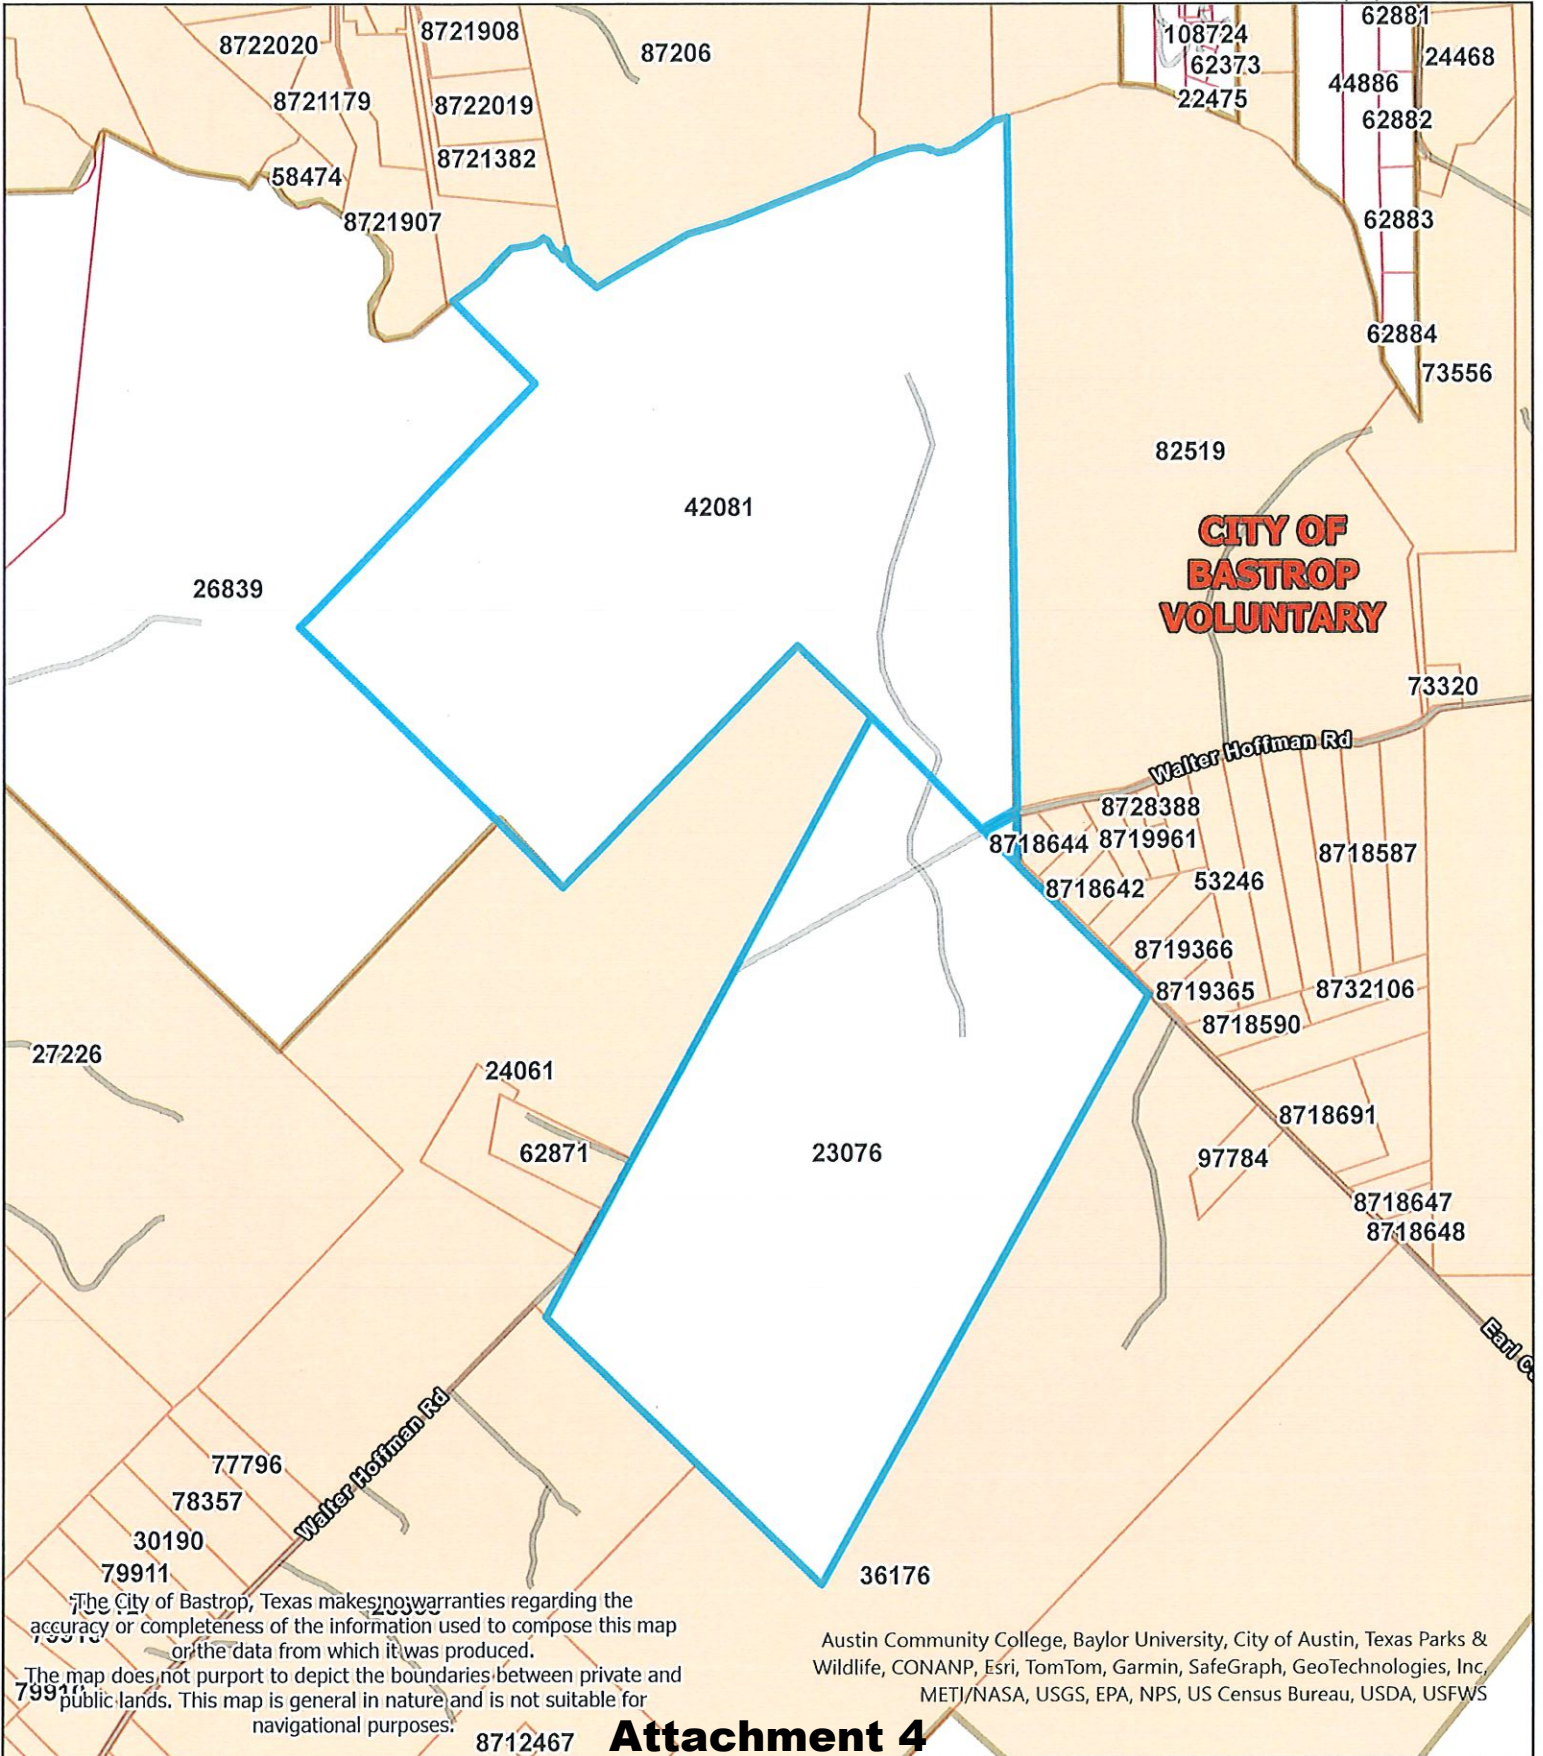 62881
8721908
8722020
108724
87206
24468
62373
44886
22475
8721179
8722019
62882
8721382
58474
62883
8721907
62884
73556
82519
42081
CITY OF
BASTROP
VOLUNTARY
26839
73320
Walter Hoffman Rd
8728388
8719961
8718644
8718587
53246
8718642
8719366
8719365
8732106
8718590
27226
24061
8718691
62871
23076
97784
8718647
8718648
Earl
Walter Hoffman Rd
77796
78357
30190
79911
36176
The City of Bastrop, Texas makes no warranties regarding the
accuracy or completeness of the information used to compose this map
or the data from which it was produced.
The map does not purport to depict the boundaries between private and
public lands. This map is general in nature and is not suitable for
navigational purposes.
Austin Community College, Baylor University, City of Austin, Texas Parks &
Wildlife, CONANP, Esri, TomTom, Garmin, SafeGraph, GeoTechnologies, Inc,
METI/NASA, USGS, EPA, NPS, US Census Bureau, USDA, USFWS
8712467
Attachment 4